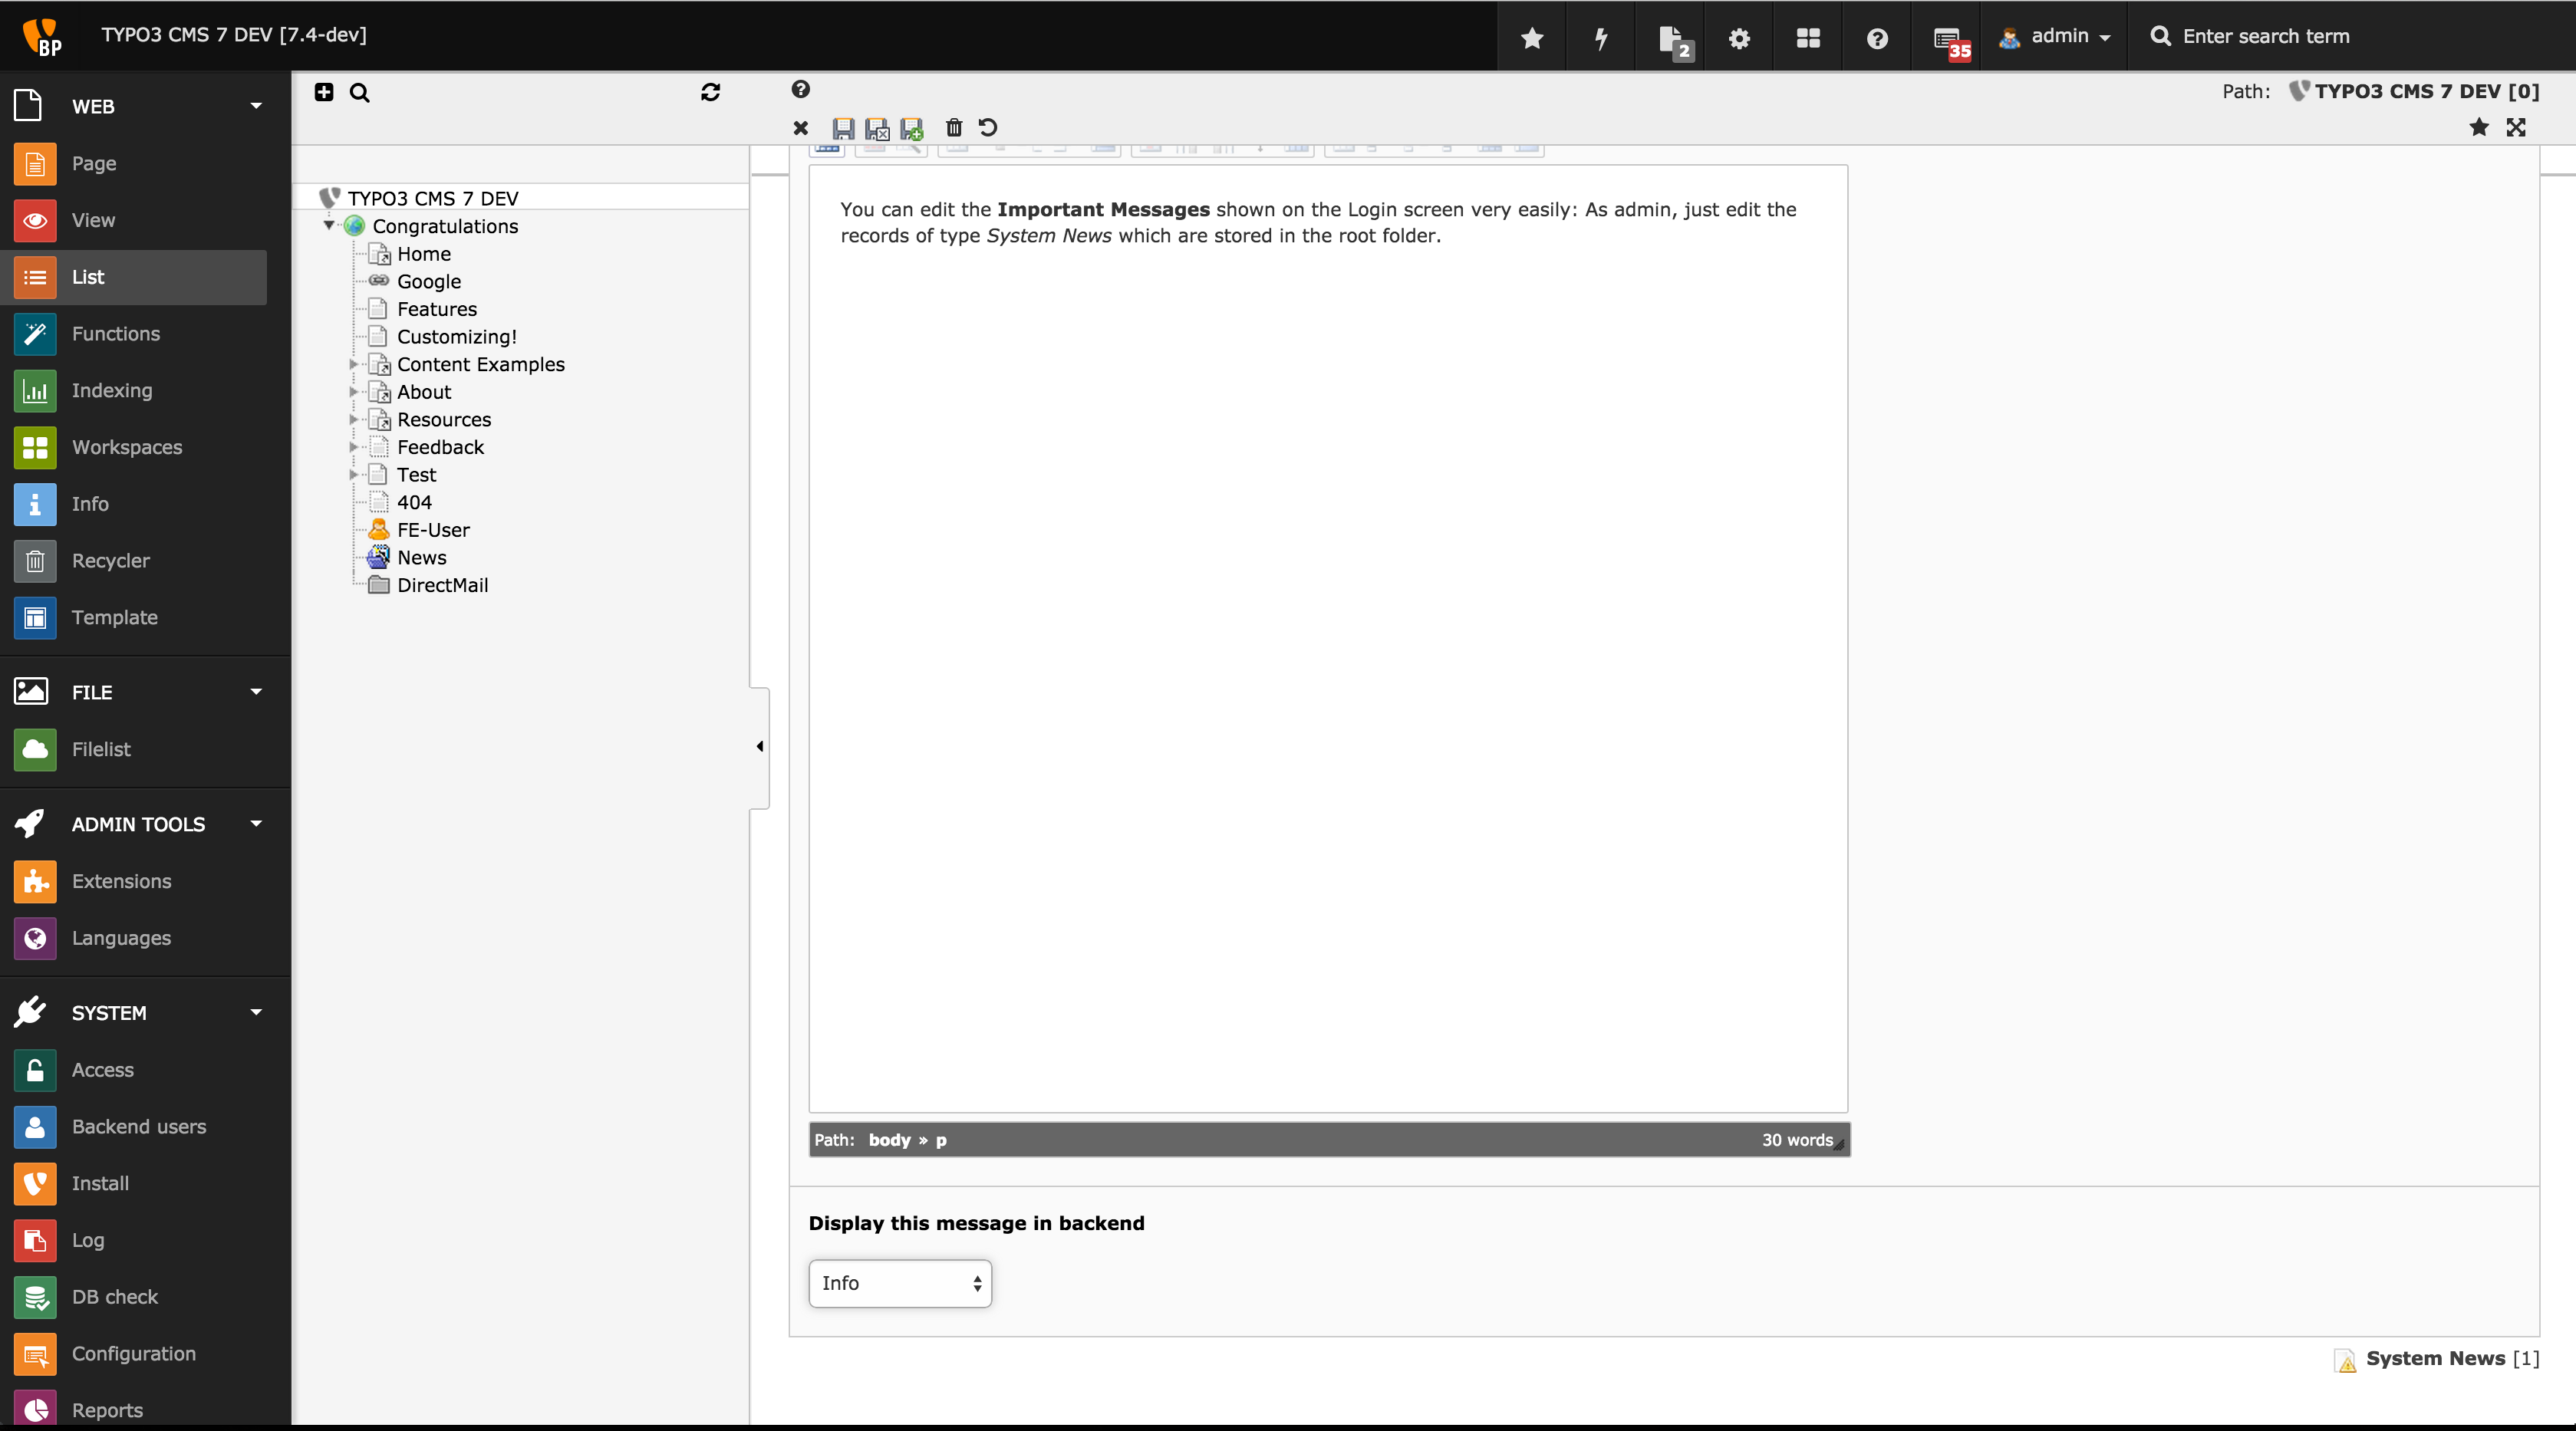 BP
TYPO3 CMS 7 DEV [7.4-dev]
2
35
admin
Enter search term
WEB
Page
View
List
Functions
Indexing
Workspaces
Info
Recycler
Template
FILE
Filelist
ADMIN TOOLS
Extensions
Languages
SYSTEM
Access
Backend users
Install
Log
DB check
Configuration
Reports
TYPO3 CMS 7 DEV
Congratulations
Home
Google
Features
Customizing!
Content Examples
About
Resources
Feedback
Test
404
FE-User
News
DirectMail
Path: TYPO3 CMS 7 DEV [0]
You can edit the Important Messages shown on the Login screen very easily: As admin, just edit the
records of type System News which are stored in the root folder.
Path: body » p
30 words
Display this message in backend
Info
System News [1]